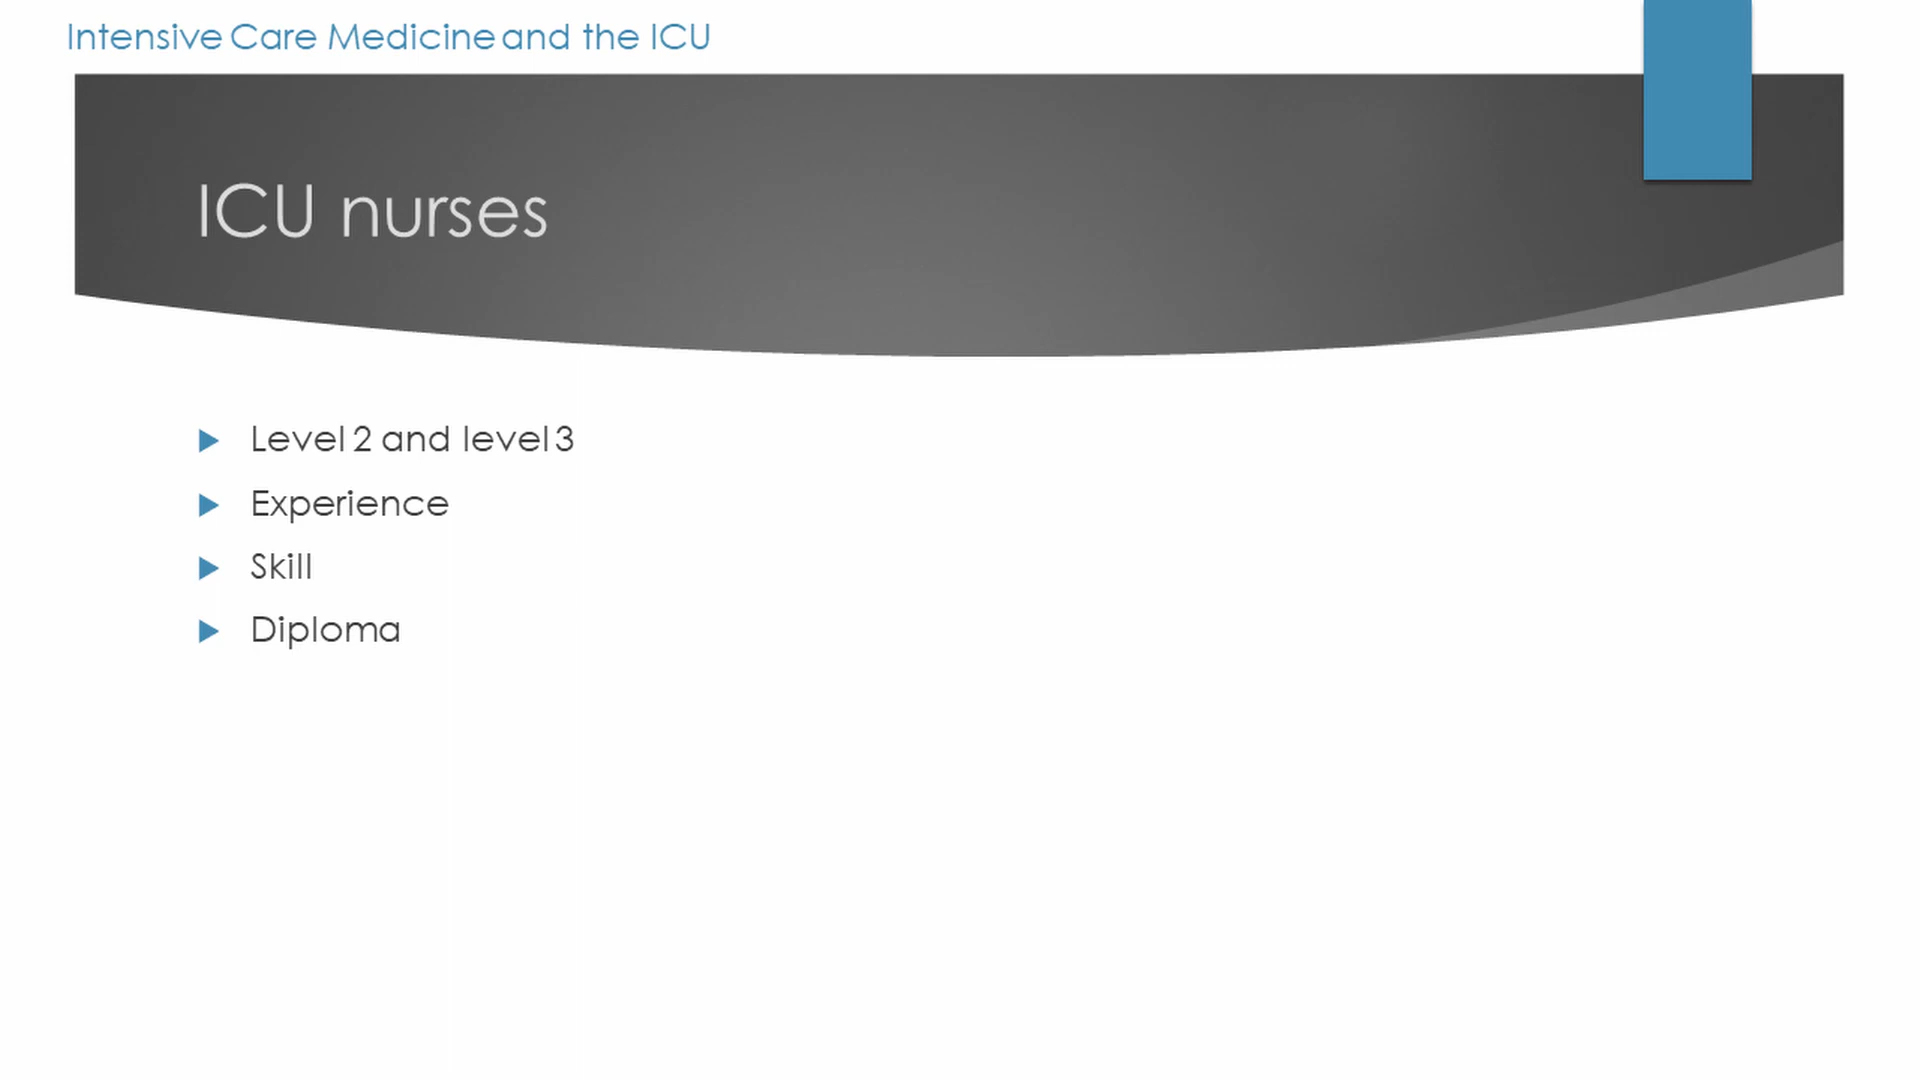 Intensive Care Medicine and the ICU
ICU nurses
Level 2 and level 3
Experience
Skill
Diploma